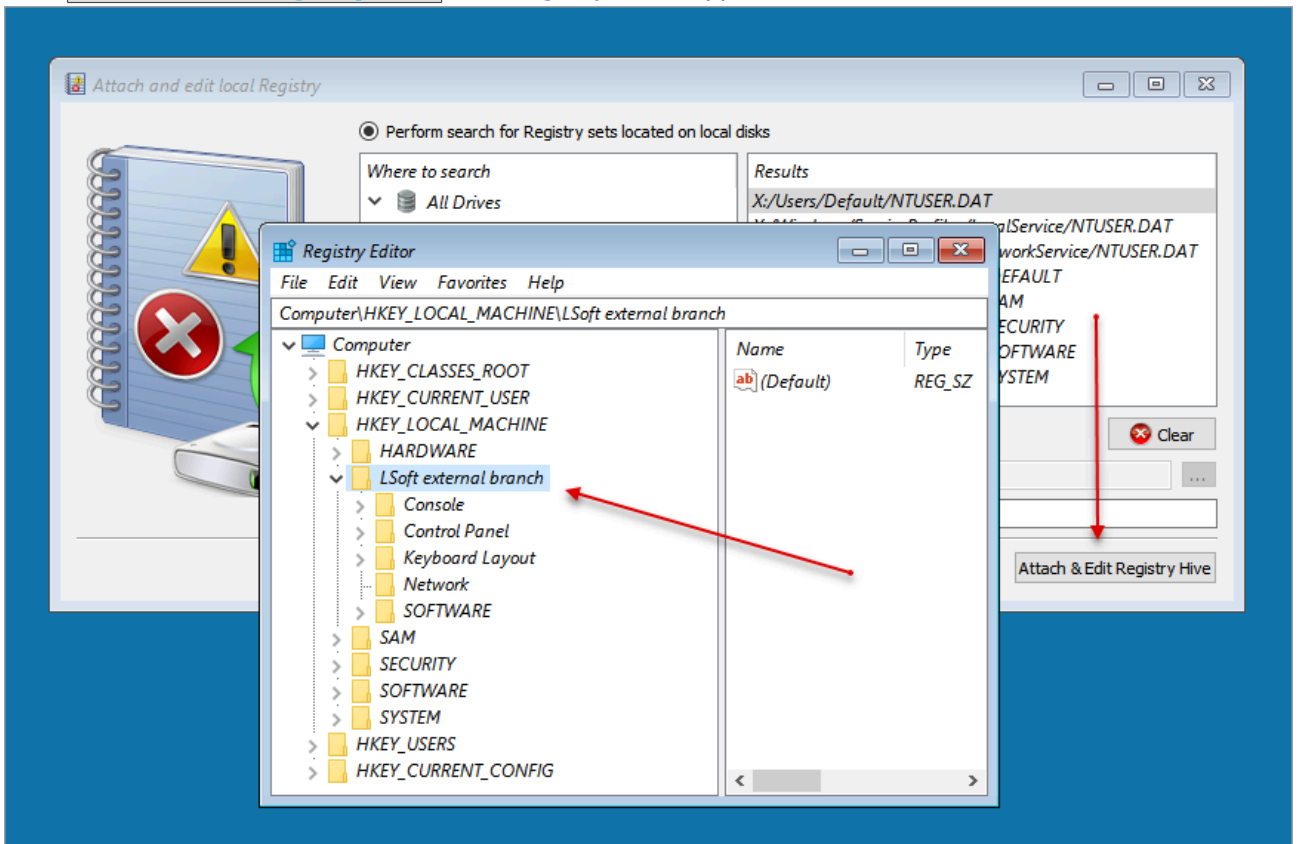 Attach and edit local Registry
Perform search for Registry sets located on local disks
Where to search
All Drives
Results
X:/Users/Default/NTUSER.DAT
alService/NTUSER.DAT
workService/NTUSER.DAT
EFAULT
AM
ECURITY
OFTWARE
YSTEM
Clear
...
Attach & Edit Registry Hive
Registry Editor
File Edit View Favorites Help
Computer\HKEY_LOCAL_MACHINE\LSoft external branch
Computer
HKEY_CLASSES_ROOT
HKEY_CURRENT_USER
HKEY_LOCAL_MACHINE
HARDWARE
LSoft external branch
Console
Control Panel
Keyboard Layout
Network
SOFTWARE
SAM
SECURITY
SOFTWARE
SYSTEM
HKEY_USERS
HKEY_CURRENT_CONFIG
Name Type
ab (Default) REG_SZ